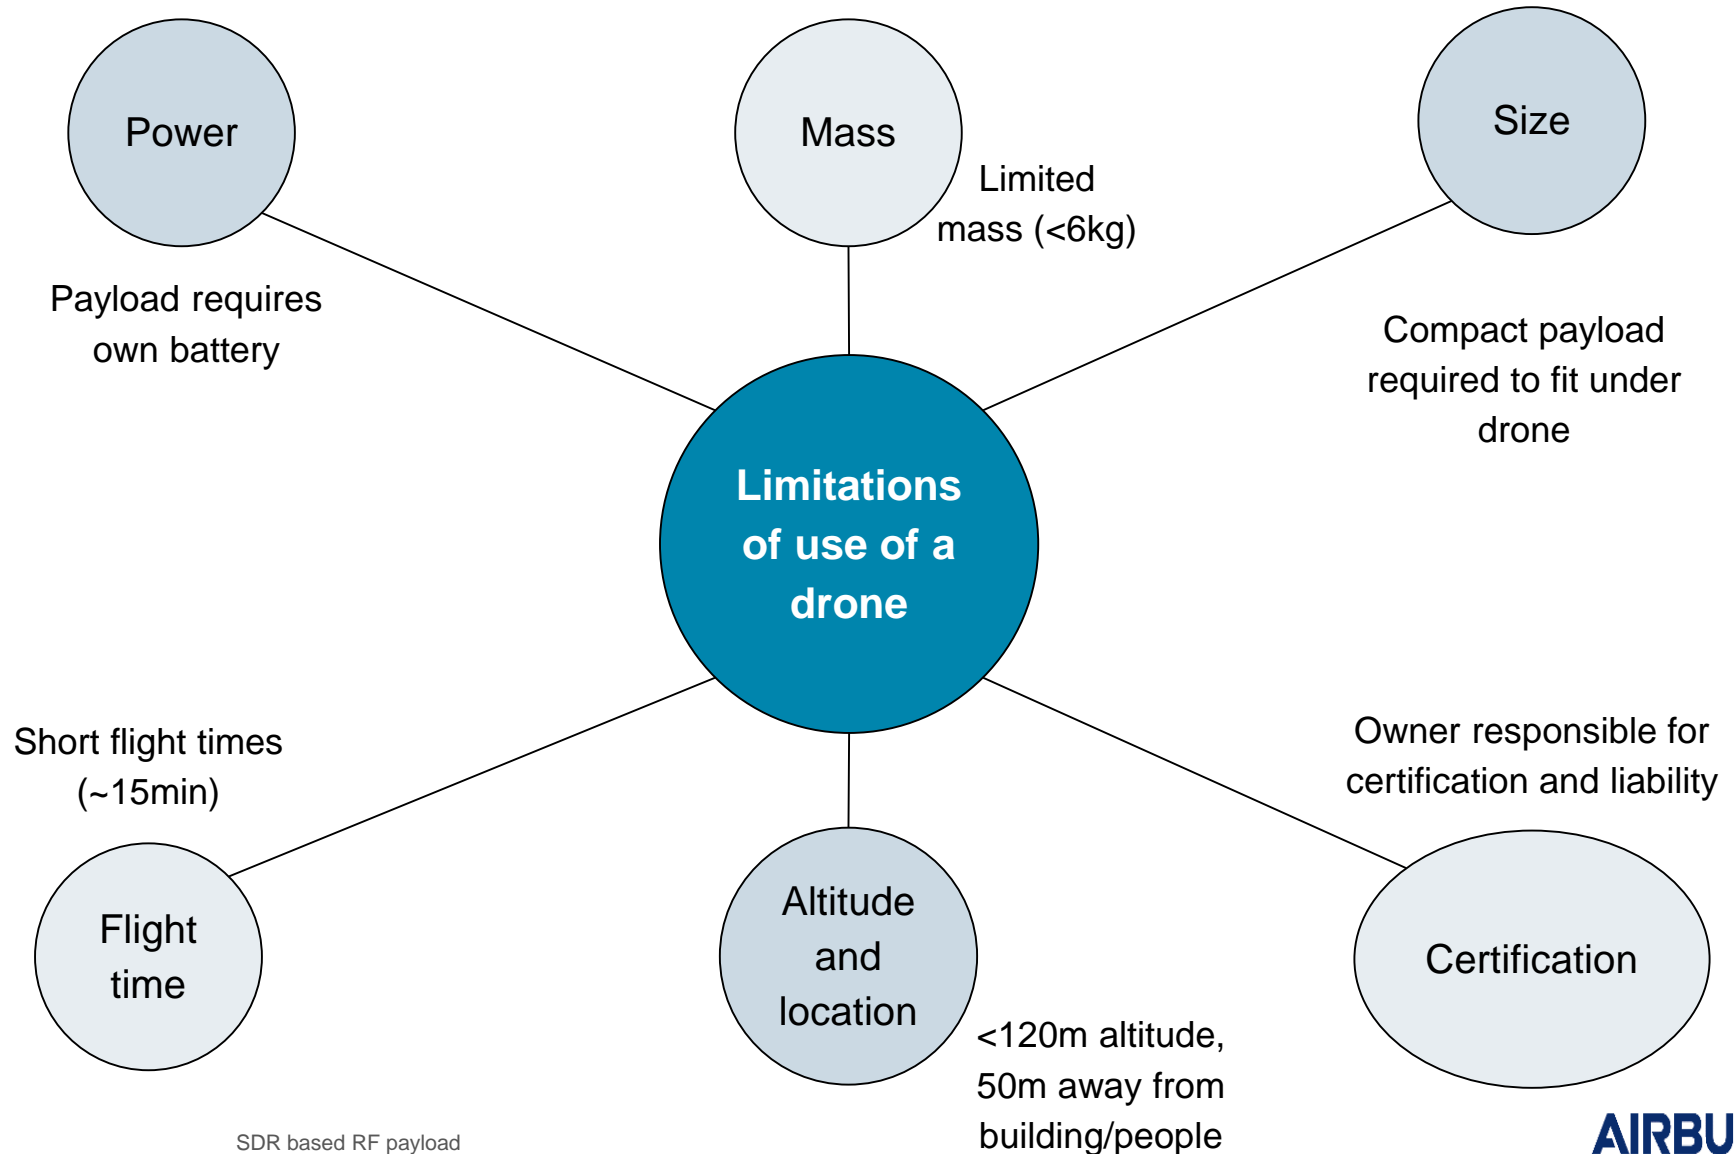 Power
Mass
Size
Limited
mass (<6kg)
Payload requires
own battery
Compact payload
required to fit under
drone
Limitations
of use of a
drone
Short flight times
(~15min)
Owner responsible for
certification and liability
Flight
time
Altitude
and
location
Certification
<120m altitude,
50m away from
building/people
SDR based RF payload
AIRBU